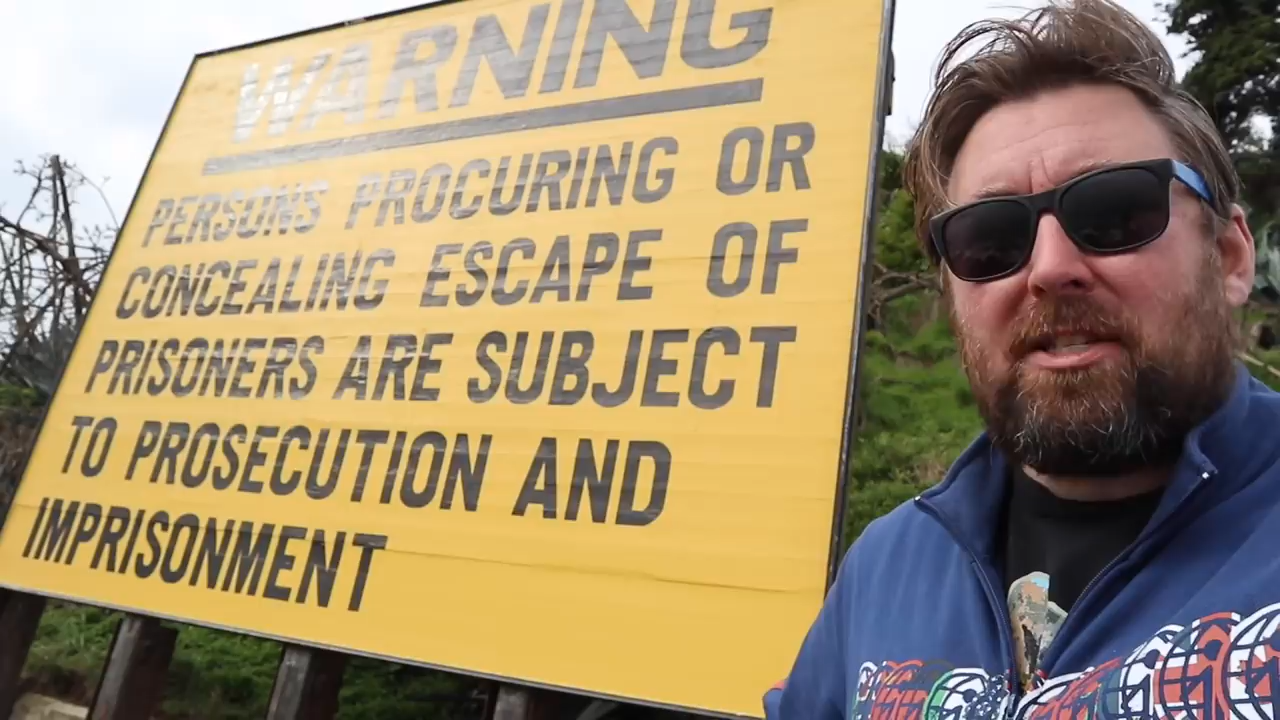 WARNING
PERSONS PROCURING OR
CONCEALING ESCAPE OF
PRISONERS ARE SUBJECT
TO PROSECUTION AND
IMPRISONMENT